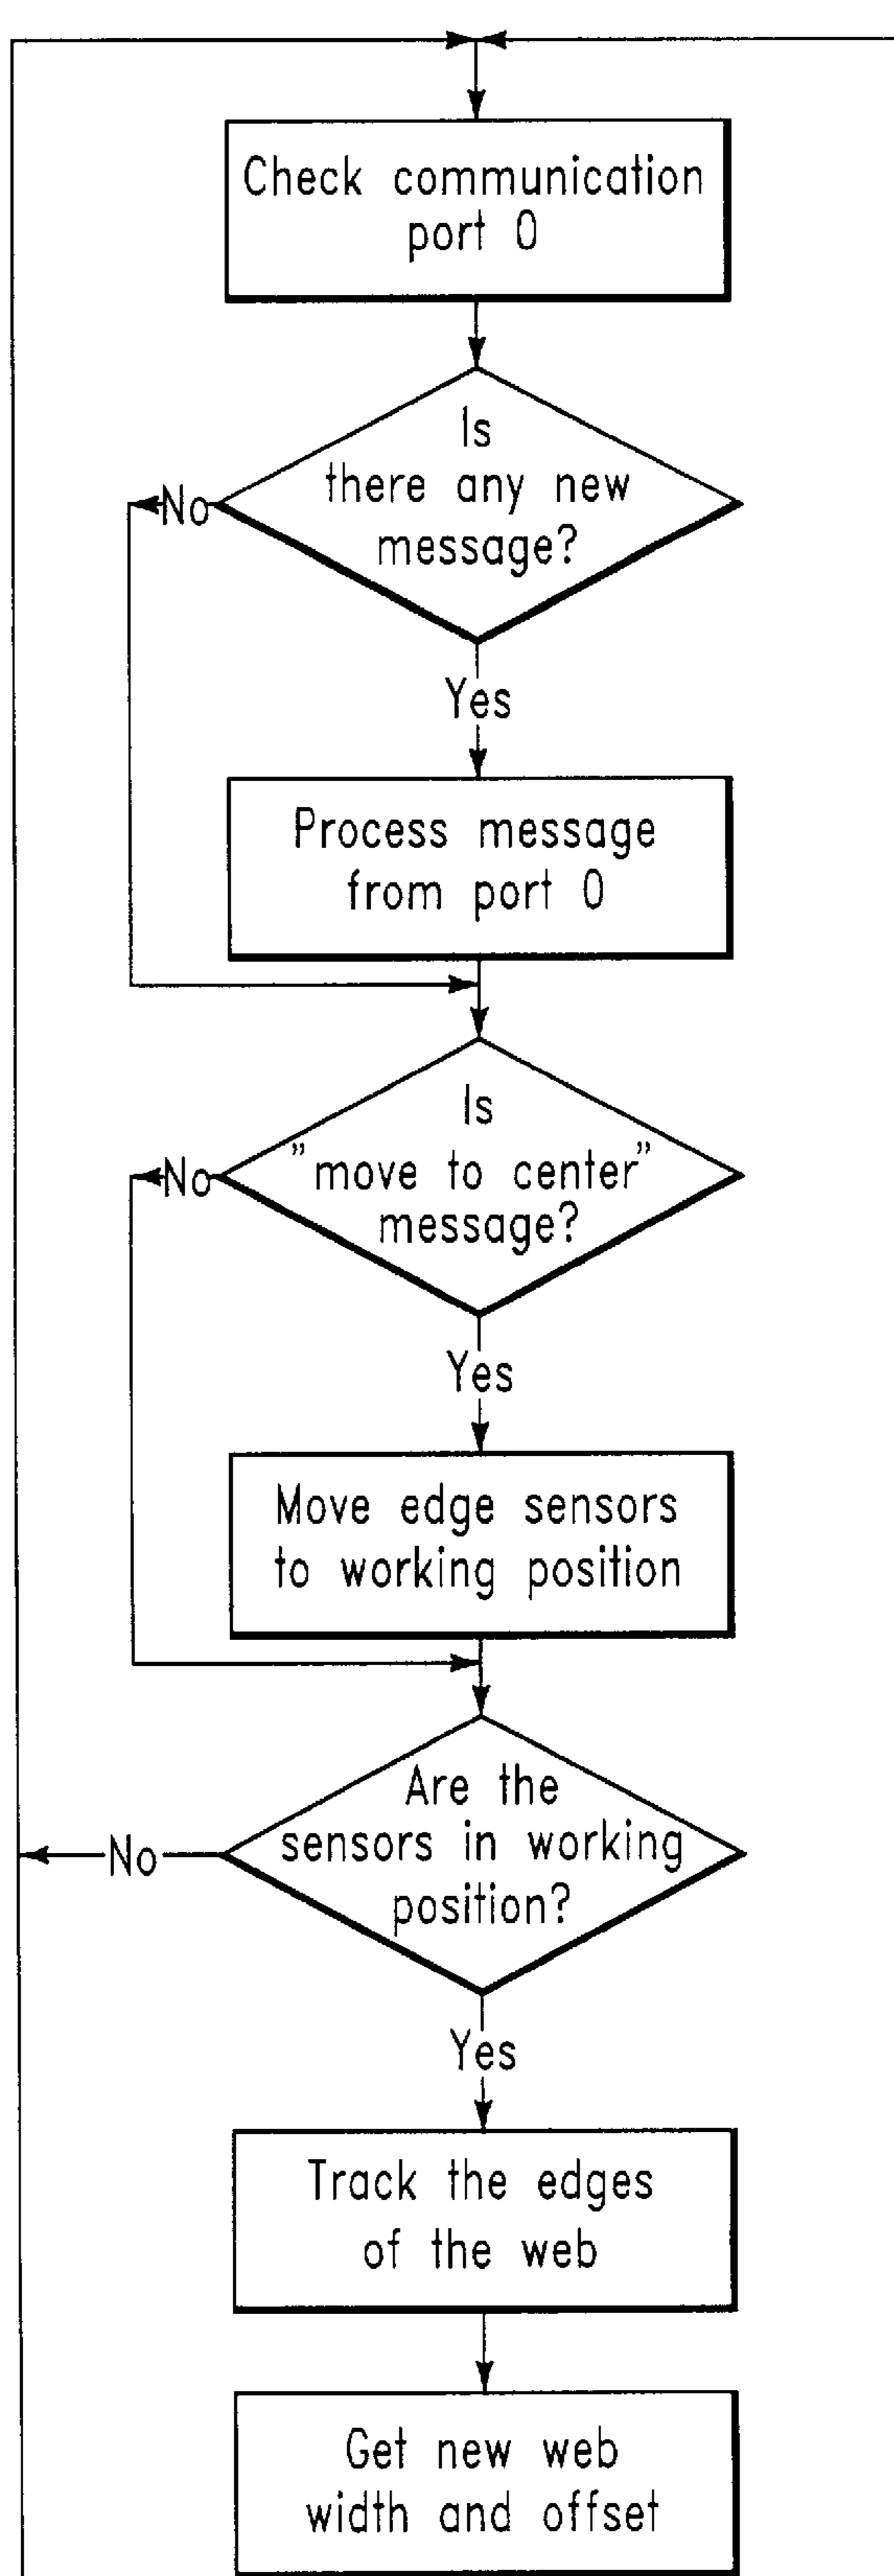 Check communication
port 0
Is
there any new
message?
No
Yes
Process message
from port 0
Is
"move to center"
message?
No
Yes
Move edge sensors
to working position
Are the
sensors in working
position?
No
Yes
Track the edges
of the web
Get new web
width and offset